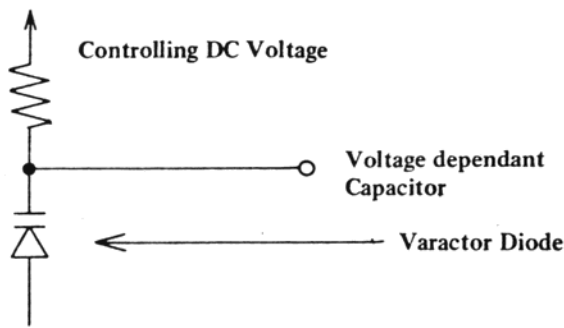 Controlling DC Voltage
Voltage dependant
Capacitor
Varactor Diode